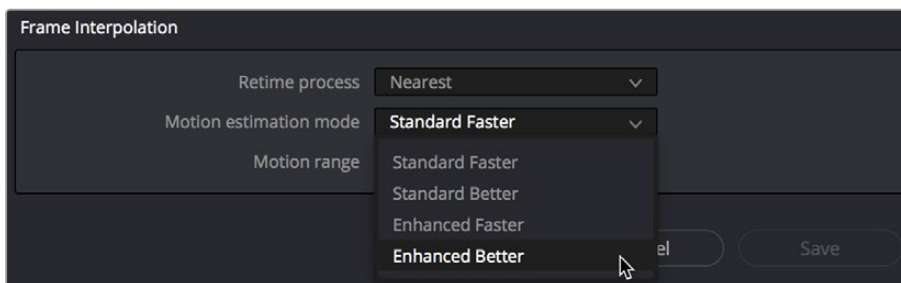 Frame Interpolation
Retime process Nearest
Motion estimation mode Standard Faster
Motion range Standard Faster
Standard Better
Enhanced Faster
Enhanced Better
Save